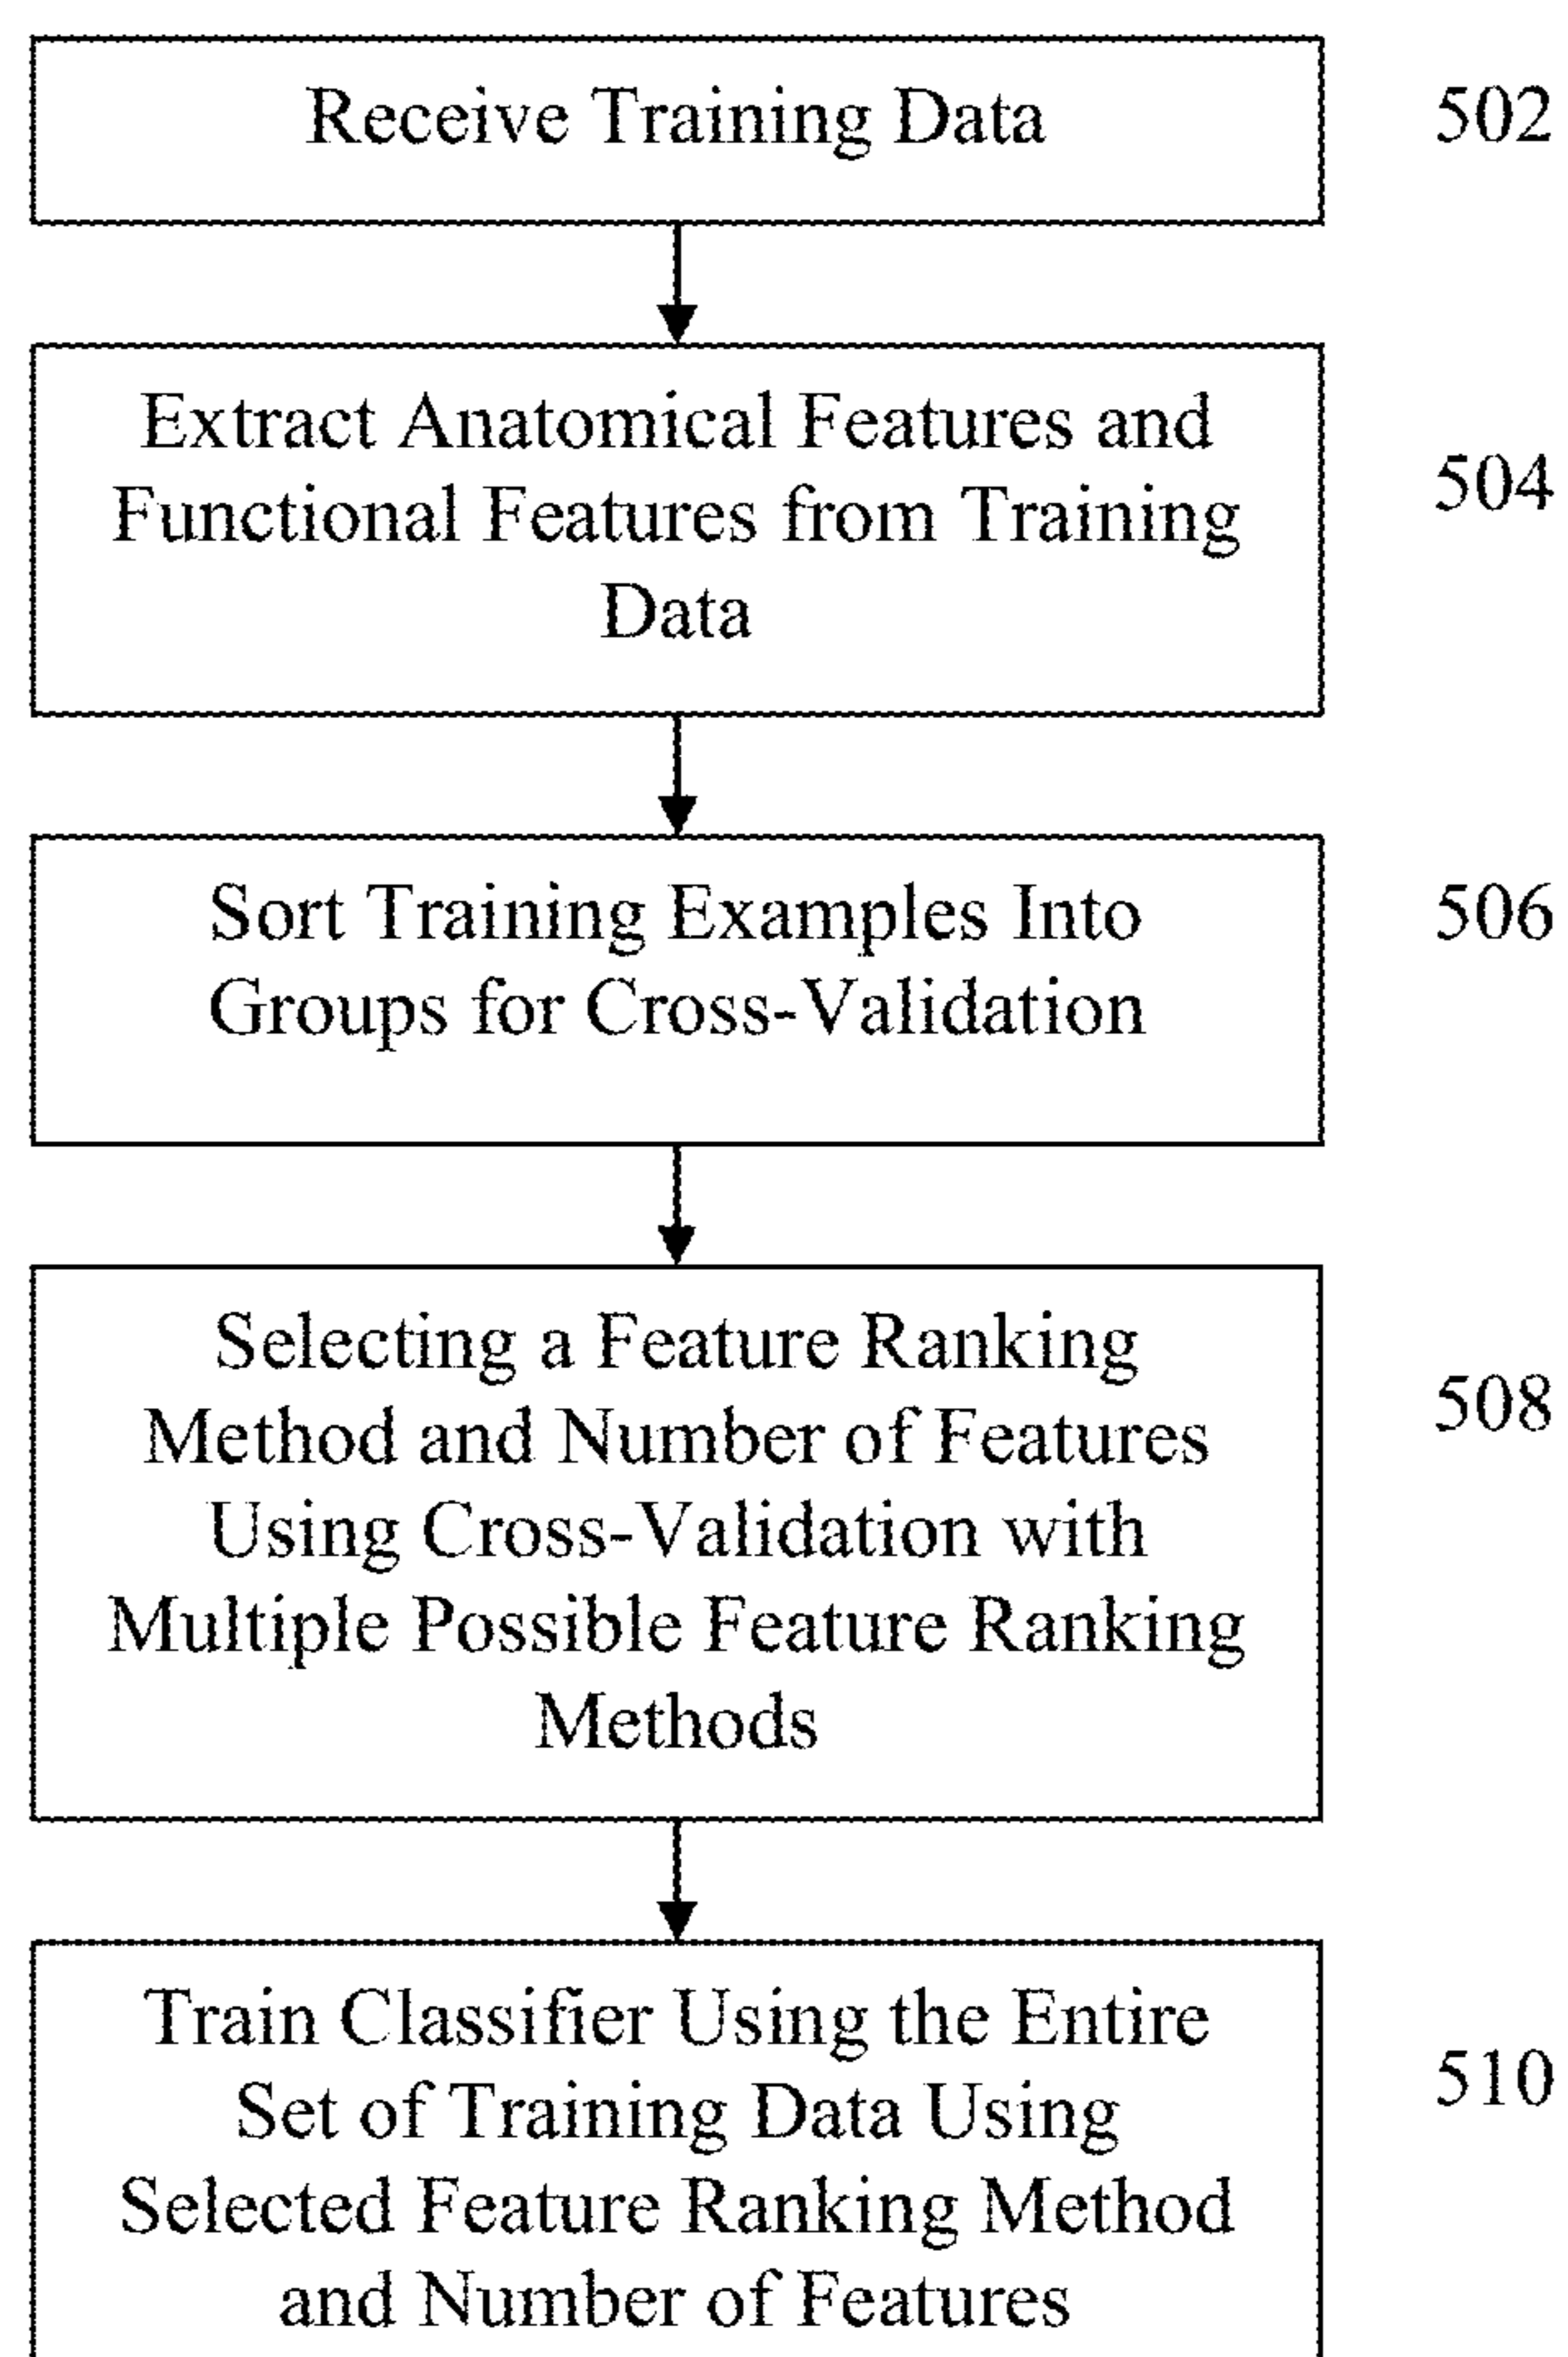 Receive Training Data
502
Extract Anatomical Features and
Functional Features from Training
Data
504
Sort Training Examples Into
Groups for Cross-Validation
506
Selecting a Feature Ranking
Method and Number of Features
Using Cross-Validation with
Multiple Possible Feature Ranking
Methods
508
Train Classifier Using the Entire
Set of Training Data Using
Selected Feature Ranking Method
and Number of Features
510